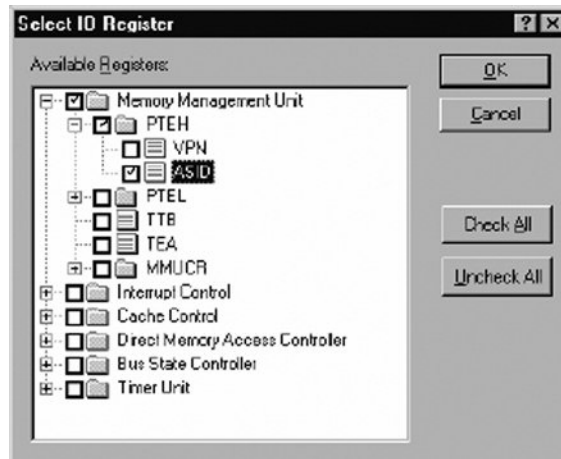 Select IO Register
Available Registers:
Memory Management Unit
PTEH
VPN
ASID
PTEL
TTB
TEA
MMUCR
Interrupt Control
Cache Control
Direct Memory Access Controller
Bus State Controller
Timer Unit
OK
Cancel
Check All
Uncheck All